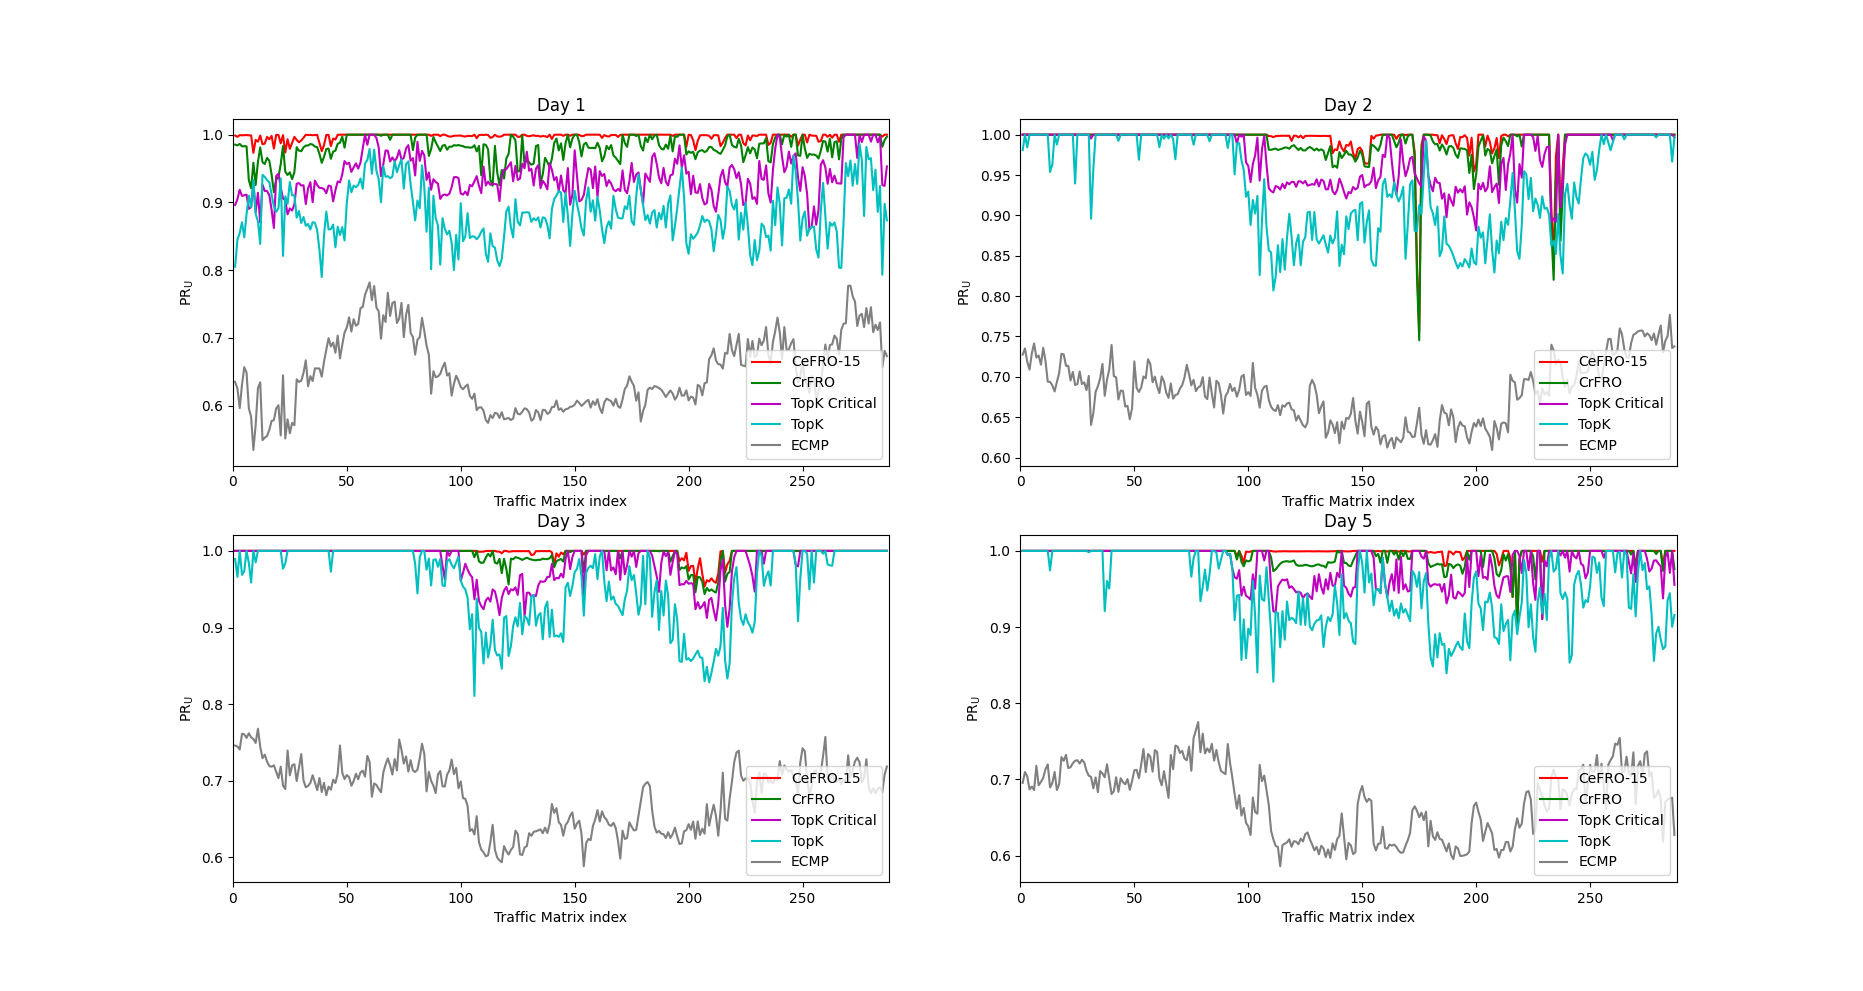 Day 1
1.0
0.9
0.8
0.7
0.6
PR_U
0 50 100 150 200 250
Traffic Matrix index
CeFRO-15
CrFRO
TopK Critical
TopK
ECMP
Day 2
1.00
0.95
0.90
0.85
0.80
0.75
0.70
0.65
0.60
PR_U
0 50 100 150 200 250
Traffic Matrix index
CeFRO-15
CrFRO
TopK Critical
TopK
ECMP
Day 3
1.0
0.9
0.8
0.7
0.6
PR_U
0 50 100 150 200 250
Traffic Matrix index
CeFRO-15
CrFRO
TopK Critical
TopK
ECMP
Day 5
1.0
0.9
0.8
0.7
0.6
PR_U
0 50 100 150 200 250
Traffic Matrix index
CeFRO-15
CrFRO
TopK Critical
TopK
ECMP